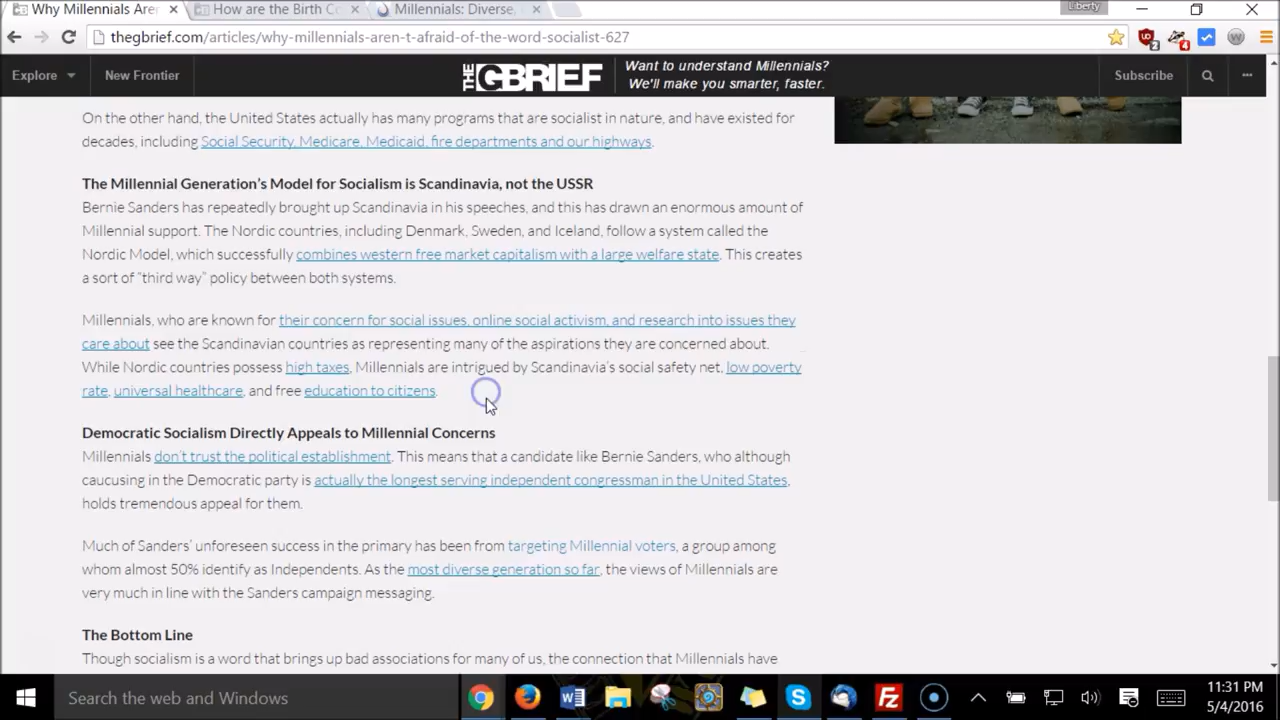 Why Millennials Aren
How are the Birth Co
Millennials: Diverse,
Liberty
thegbrief.com/articles/why-millennials-aren-t-afraid-of-the-word-socialist-627
Explore
New Frontier
THE GBRIEF
Want to understand Millennials?
We'll make you smarter, faster.
Subscribe
On the other hand, the United States actually has many programs that are socialist in nature, and have existed for
decades, including Social Security, Medicare, Medicaid, fire departments and our highways.
The Millennial Generation's Model for Socialism is Scandinavia, not the USSR
Bernie Sanders has repeatedly brought up Scandinavia in his speeches, and this has drawn an enormous amount of
Millennial support. The Nordic countries, including Denmark, Sweden, and Iceland, follow a system called the
Nordic Model, which successfully combines western free market capitalism with a large welfare state. This creates
a sort of "third way" policy between both systems.
Millennials, who are known for their concern for social issues, online social activism, and research into issues they
care about see the Scandinavian countries as representing many of the aspirations they are concerned about.
While Nordic countries possess high taxes, Millennials are intrigued by Scandinavia's social safety net, low poverty
rate, universal healthcare, and free education to citizens.
Democratic Socialism Directly Appeals to Millennial Concerns
Millennials don't trust the political establishment. This means that a candidate like Bernie Sanders, who although
caucusing in the Democratic party is actually the longest serving independent congressman in the United States,
holds tremendous appeal for them.
Much of Sanders' unforeseen success in the primary has been from targeting Millennial voters, a group among
whom almost 50% identify as Independents. As the most diverse generation so far, the views of Millennials are
very much in line with the Sanders campaign messaging.
The Bottom Line
Though socialism is a word that brings up bad associations for many of us, the connection that Millennials have
Search the web and Windows
11:31 PM
5/4/2016